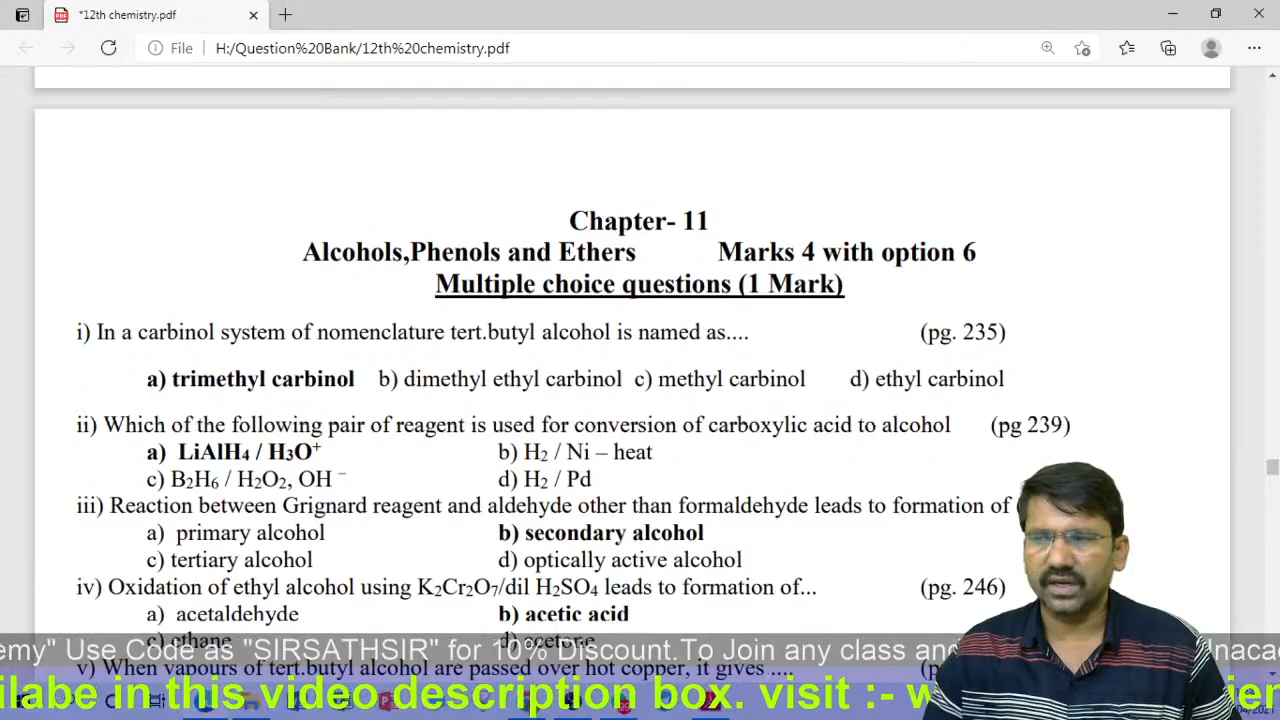 *12th chemistry.pdf
File H:/Question%20Bank/12th%20chemistry.pdf
Chapter- 11
Alcohols,Phenols and Ethers Marks 4 with option 6
Multiple choice questions (1 Mark)
i) In a carbinol system of nomenclature tert.butyl alcohol is named as.... (pg. 235)
a) trimethyl carbinol b) dimethyl ethyl carbinol c) methyl carbinol d) ethyl carbinol
ii) Which of the following pair of reagent is used for conversion of carboxylic acid to alcohol (pg 239)
a) LiAlH4 / H3O+ b) H2 / Ni – heat
c) B2H6 / H2O2, OH − d) H2 / Pd
iii) Reaction between Grignard reagent and aldehyde other than formaldehyde leads to formation of
a) primary alcohol b) secondary alcohol
c) tertiary alcohol d) optically active alcohol
iv) Oxidation of ethyl alcohol using K2Cr2O7/dil H2SO4 leads to formation of... (pg. 246)
a) acetaldehyde b) acetic acid
c) ethane d) acetone
emy" Use Code as "SIRSATHSIR" for 10% Discount.To Join any class and
v) When vapours of tert.butyl alcohol are passed over hot copper, it gives ....
ailabe in this video description box. visit :- w